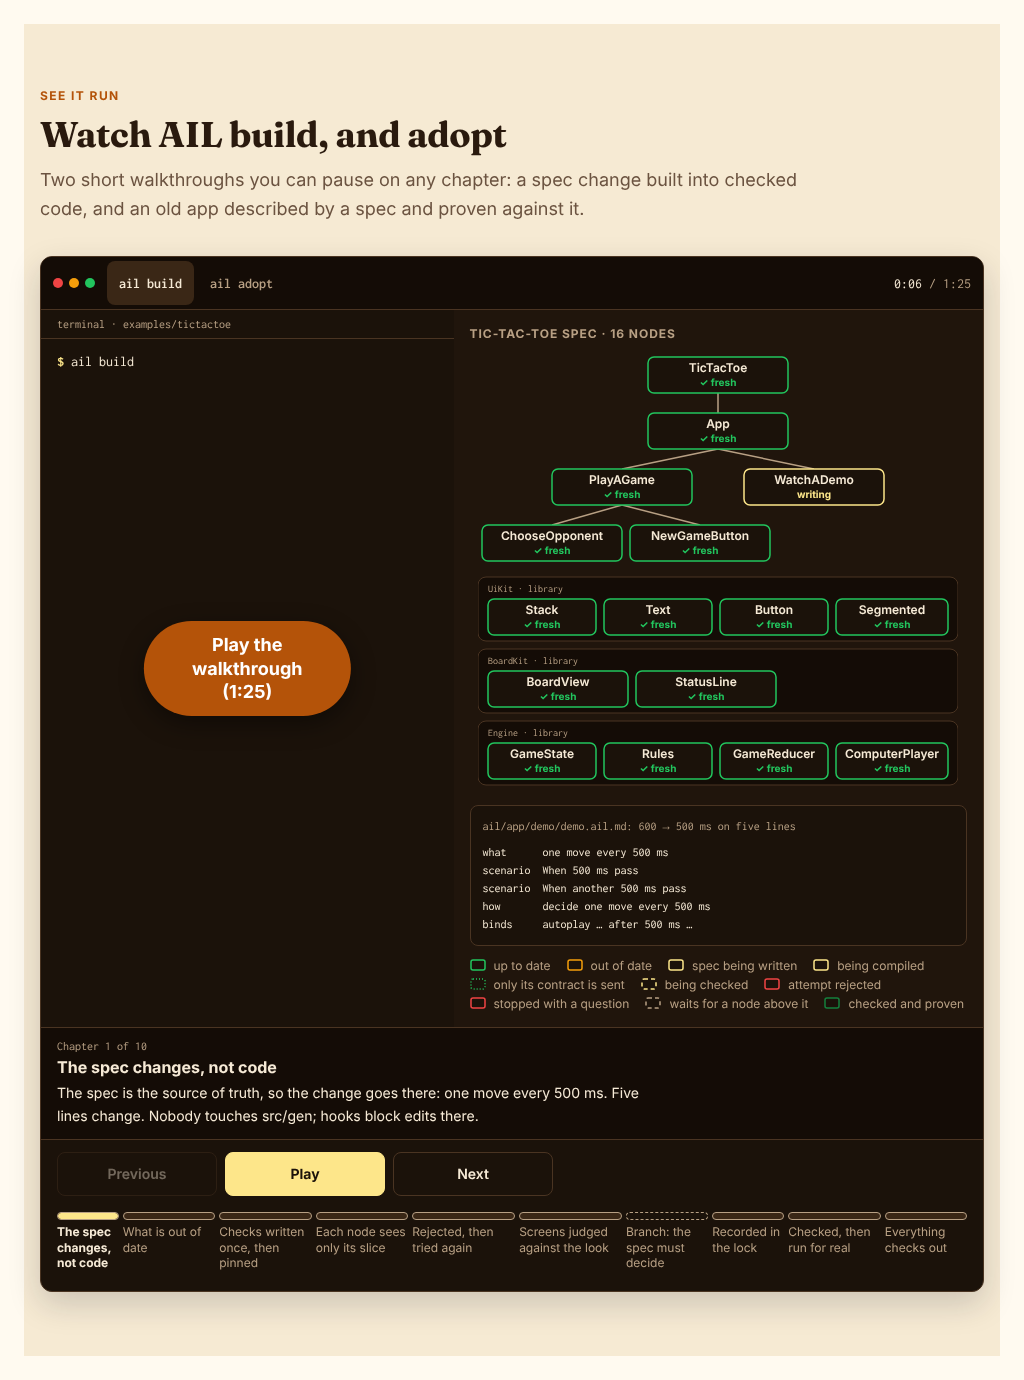 SEE IT RUN
Watch AIL build, and adopt
Two short walkthroughs you can pause on any chapter: a spec change built into checked
code, and an old app described by a spec and proven against it.
ail build
ail adopt
0:06 / 1:25
terminal · examples/tictactoe
$ ail build
Play the
walkthrough
(1:25)
TIC-TAC-TOE SPEC · 16 NODES
TicTacToe
✓ fresh
App
✓ fresh
PlayAGame
✓ fresh
WatchADemo
writing
ChooseOpponent
✓ fresh
NewGameButton
✓ fresh
UiKit · library
Stack
✓ fresh
Text
✓ fresh
Button
✓ fresh
Segmented
✓ fresh
BoardKit · library
BoardView
✓ fresh
StatusLine
✓ fresh
Engine · library
GameState
✓ fresh
Rules
✓ fresh
GameReducer
✓ fresh
ComputerPlayer
✓ fresh
ail/app/demo/demo.ail.md: 600 → 500 ms on five lines
what one move every 500 ms
scenario When 500 ms pass
scenario When another 500 ms pass
how decide one move every 500 ms
binds autoplay … after 500 ms …
up to date out of date spec being written being compiled
only its contract is sent being checked attempt rejected
stopped with a question waits for a node above it checked and proven
Chapter 1 of 10
The spec changes, not code
The spec is the source of truth, so the change goes there: one move every 500 ms. Five
lines change. Nobody touches src/gen; hooks block edits there.
Previous
Play
Next
The spec
changes,
not code
What is out of
date
Checks written
once, then
pinned
Each node sees
only its slice
Rejected, then
tried again
Screens judged
against the look
Branch: the
spec must
decide
Recorded in
the lock
Checked, then
run for real
Everything
checks out